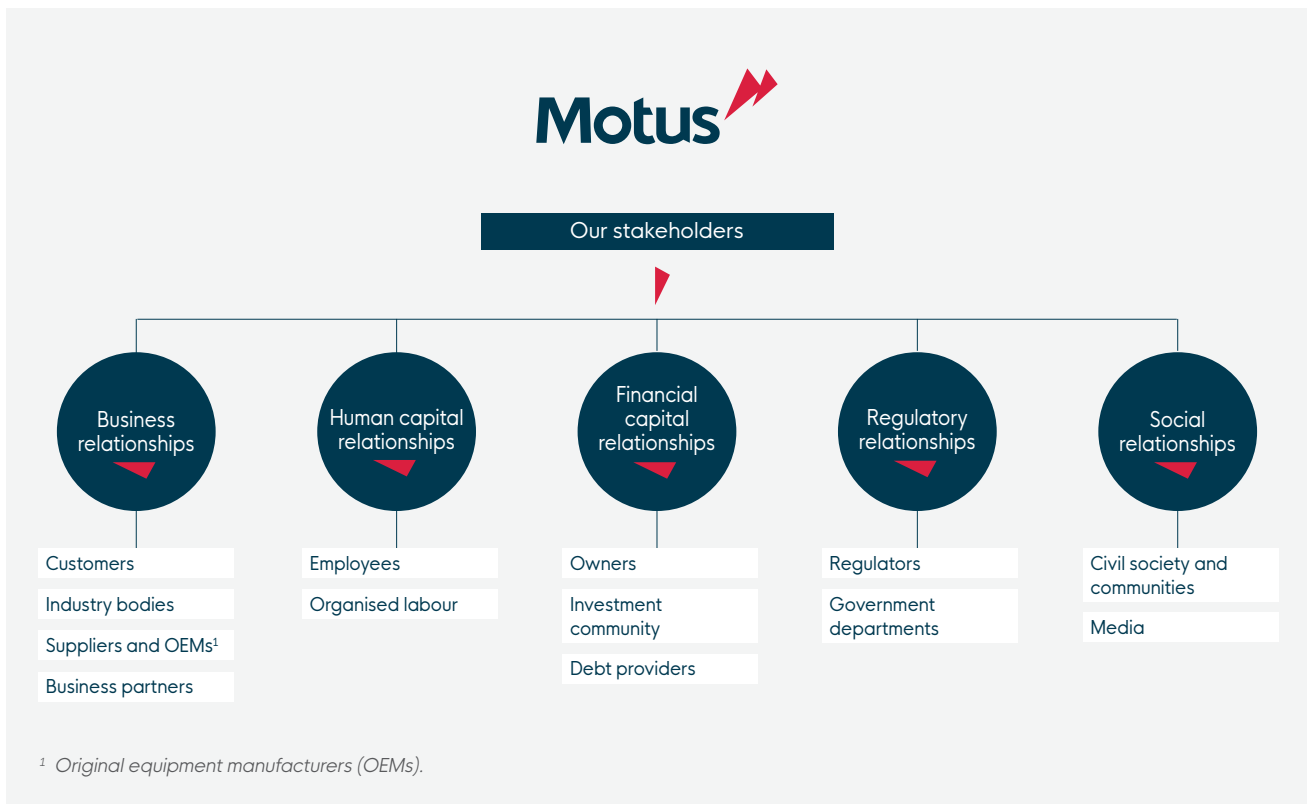 Motus
Our stakeholders
Business
relationships
Human capital
relationships
Financial
capital
relationships
Regulatory
relationships
Social
relationships
Customers
Industry bodies
Suppliers and OEMs¹
Business partners
Employees
Organised labour
Owners
Investment
community
Debt providers
Regulators
Government
departments
Civil society and
communities
Media
¹ Original equipment manufacturers (OEMs).